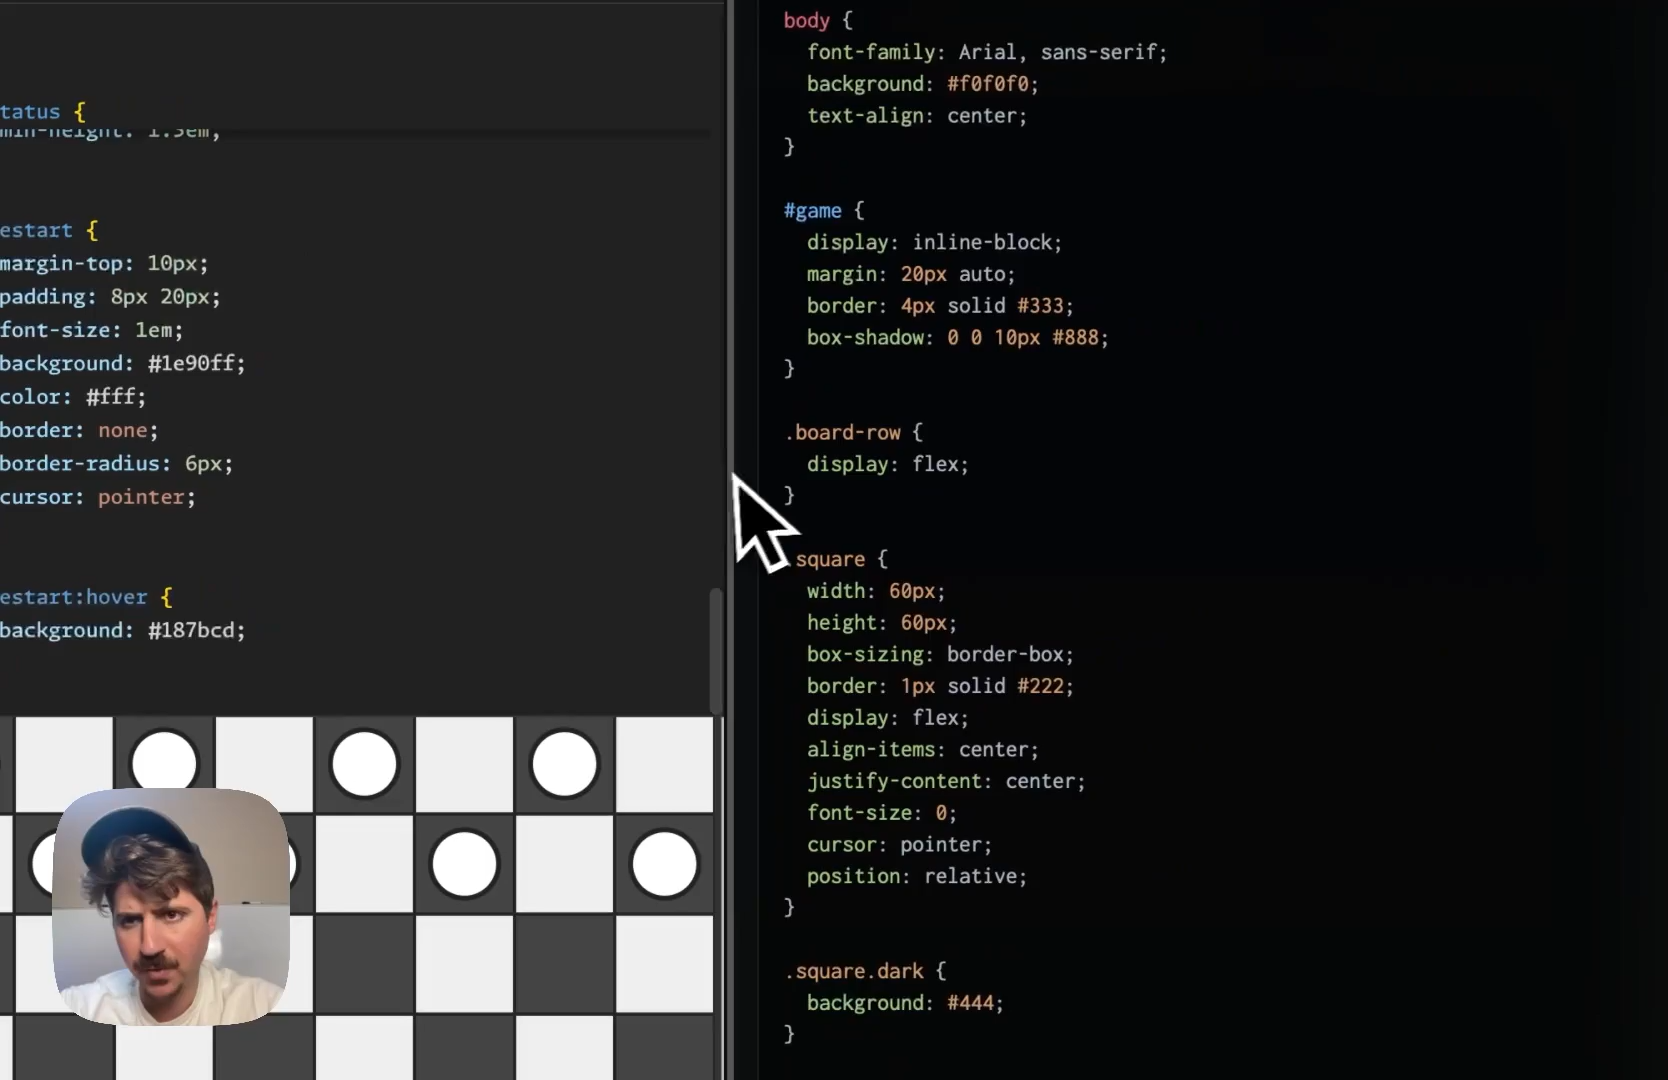 tatus {
min-height: 1.5em;
estart {
margin-top: 10px;
padding: 8px 20px;
font-size: 1em;
background: #1e90ff;
color: #fff;
border: none;
border-radius: 6px;
cursor: pointer;
estart:hover {
background: #187bcd;
body {
font-family: Arial, sans-serif;
background: #f0f0f0;
text-align: center;
}
#game {
display: inline-block;
margin: 20px auto;
border: 4px solid #333;
box-shadow: 0 0 10px #888;
}
.board-row {
display: flex;
}
square {
width: 60px;
height: 60px;
box-sizing: border-box;
border: 1px solid #222;
display: flex;
align-items: center;
justify-content: center;
font-size: 0;
cursor: pointer;
position: relative;
}
.square.dark {
background: #444;
}